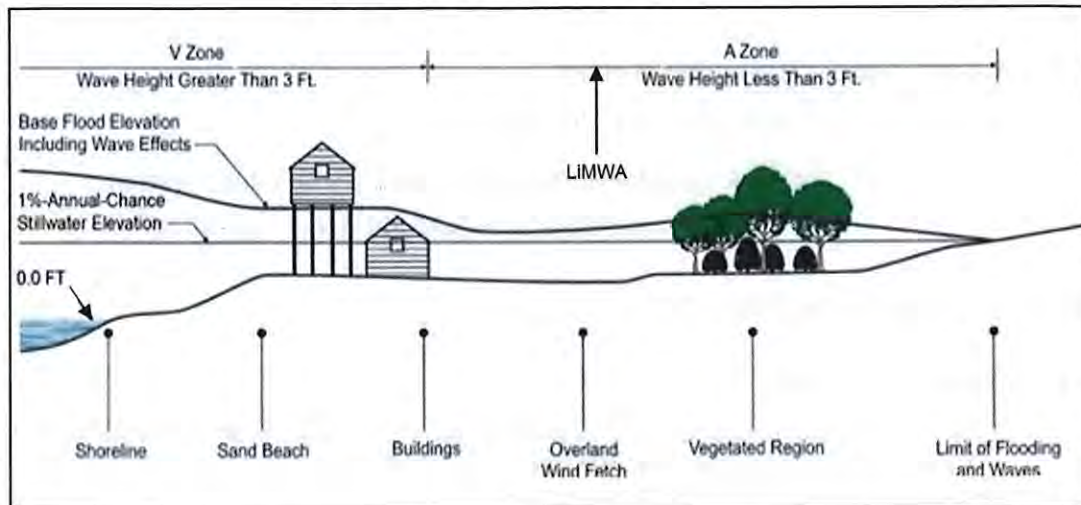 V Zone
Wave Height Greater Than 3 Ft.
A Zone
Wave Height Less Than 3 Ft.
Base Flood Elevation
Including Wave Effects
LiMWA
1%-Annual-Chance
Stillwater Elevation
0.0 FT
Shoreline
Sand Beach
Buildings
Overland
Wind Fetch
Vegetated Region
Limit of Flooding
and Waves